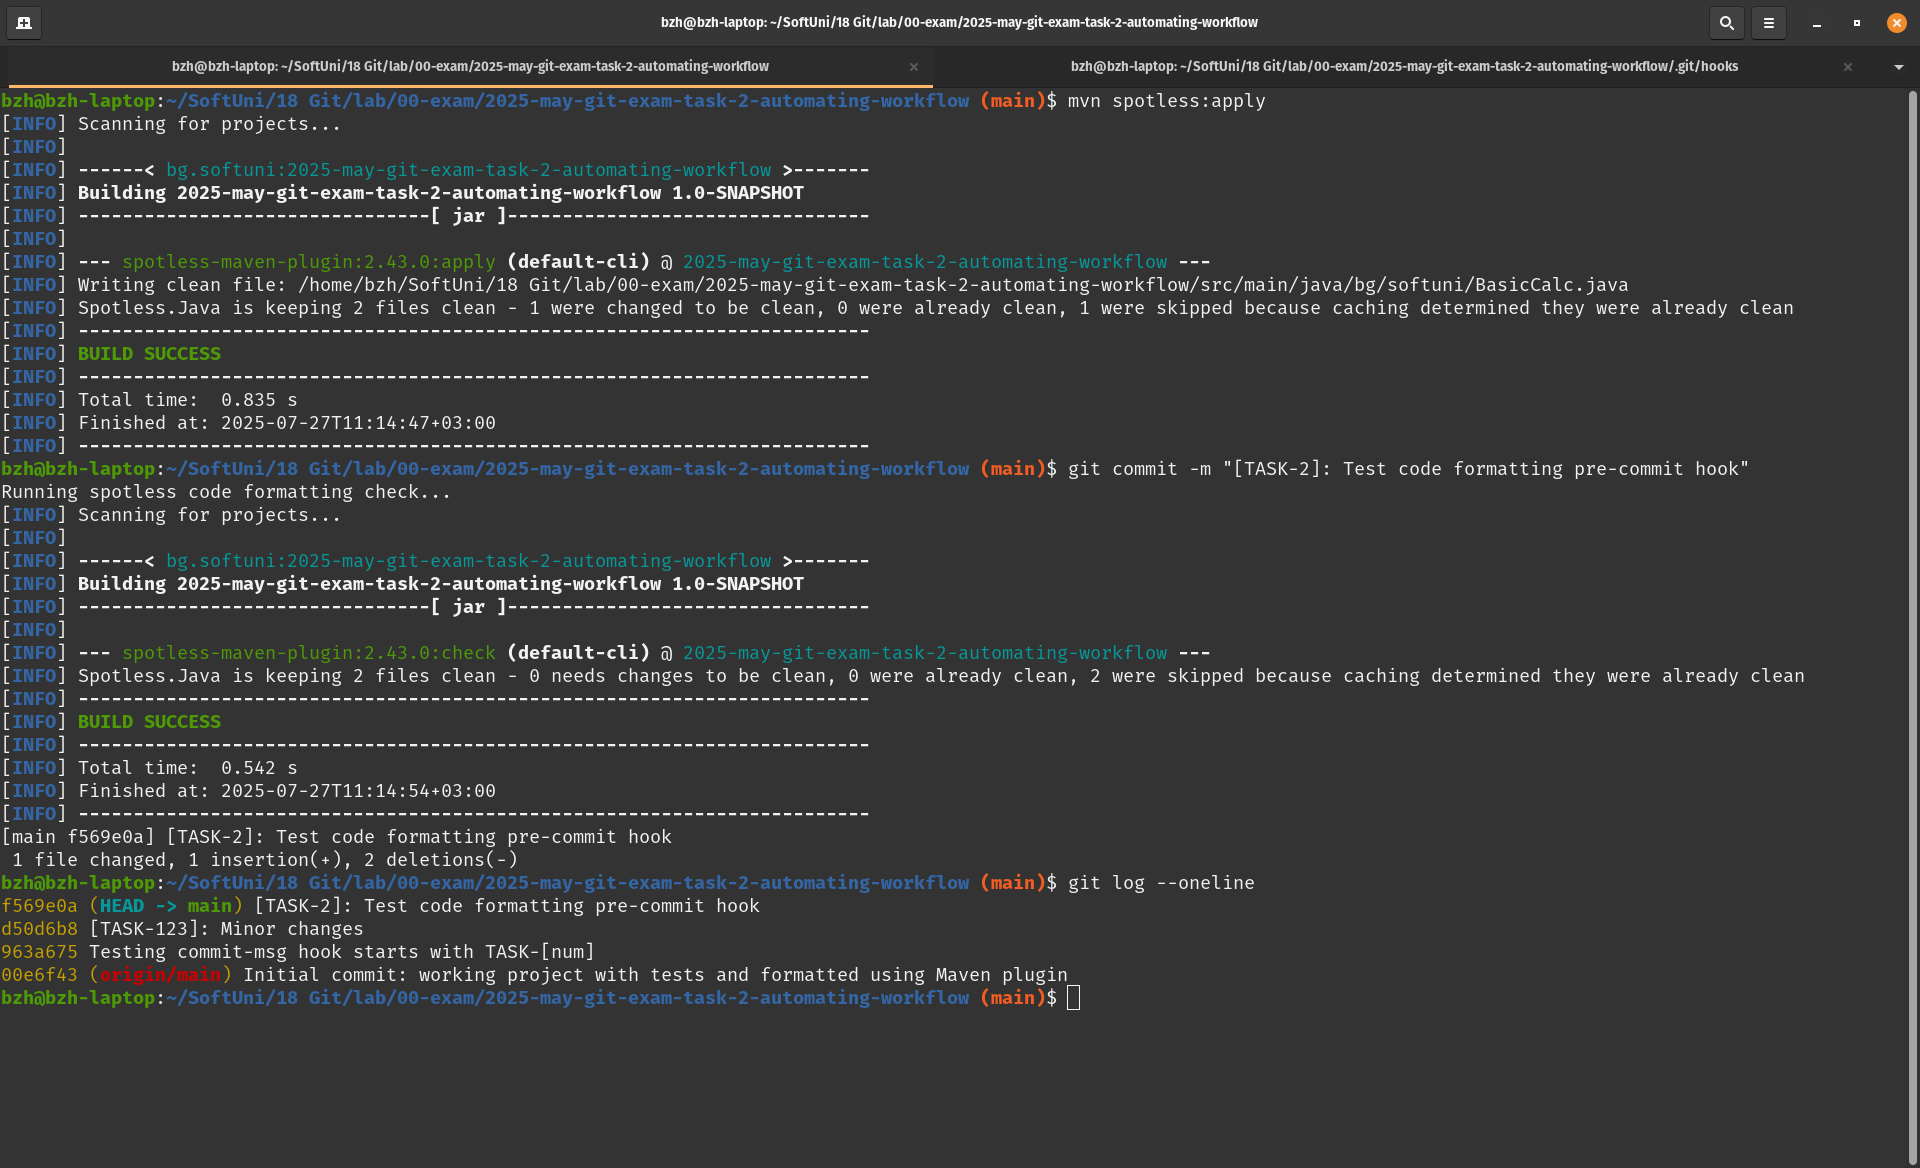 bzh@bzh-laptop: ~/SoftUni/18 Git/lab/00-exam/2025-may-git-exam-task-2-automating-workflow
bzh@bzh-laptop: ~/SoftUni/18 Git/lab/00-exam/2025-may-git-exam-task-2-automating-workflow
bzh@bzh-laptop: ~/SoftUni/18 Git/lab/00-exam/2025-may-git-exam-task-2-automating-workflow/.git/hooks
bzh@bzh-laptop:~/SoftUni/18 Git/lab/00-exam/2025-may-git-exam-task-2-automating-workflow (main)$ mvn spotless:apply
[INFO] Scanning for projects...
[INFO]
[INFO] ------< bg.softuni:2025-may-git-exam-task-2-automating-workflow >-------
[INFO] Building 2025-may-git-exam-task-2-automating-workflow 1.0-SNAPSHOT
[INFO] --------------------------------[ jar ]---------------------------------
[INFO]
[INFO] --- spotless-maven-plugin:2.43.0:apply (default-cli) @ 2025-may-git-exam-task-2-automating-workflow ---
[INFO] Writing clean file: /home/bzh/SoftUni/18 Git/lab/00-exam/2025-may-git-exam-task-2-automating-workflow/src/main/java/bg/softuni/BasicCalc.java
[INFO] Spotless.Java is keeping 2 files clean - 1 were changed to be clean, 0 were already clean, 1 were skipped because caching determined they were already clean
[INFO] ------------------------------------------------------------------------
[INFO] BUILD SUCCESS
[INFO] ------------------------------------------------------------------------
[INFO] Total time:  0.835 s
[INFO] Finished at: 2025-07-27T11:14:47+03:00
[INFO] ------------------------------------------------------------------------
bzh@bzh-laptop:~/SoftUni/18 Git/lab/00-exam/2025-may-git-exam-task-2-automating-workflow (main)$ git commit -m "[TASK-2]: Test code formatting pre-commit hook"
Running spotless code formatting check...
[INFO] Scanning for projects...
[INFO]
[INFO] ------< bg.softuni:2025-may-git-exam-task-2-automating-workflow >-------
[INFO] Building 2025-may-git-exam-task-2-automating-workflow 1.0-SNAPSHOT
[INFO] --------------------------------[ jar ]---------------------------------
[INFO]
[INFO] --- spotless-maven-plugin:2.43.0:check (default-cli) @ 2025-may-git-exam-task-2-automating-workflow ---
[INFO] Spotless.Java is keeping 2 files clean - 0 needs changes to be clean, 0 were already clean, 2 were skipped because caching determined they were already clean
[INFO] ------------------------------------------------------------------------
[INFO] BUILD SUCCESS
[INFO] ------------------------------------------------------------------------
[INFO] Total time:  0.542 s
[INFO] Finished at: 2025-07-27T11:14:54+03:00
[INFO] ------------------------------------------------------------------------
[main f569e0a] [TASK-2]: Test code formatting pre-commit hook
 1 file changed, 1 insertion(+), 2 deletions(-)
bzh@bzh-laptop:~/SoftUni/18 Git/lab/00-exam/2025-may-git-exam-task-2-automating-workflow (main)$ git log --oneline
f569e0a (HEAD -> main) [TASK-2]: Test code formatting pre-commit hook
d50d6b8 [TASK-123]: Minor changes
963a675 Testing commit-msg hook starts with TASK-[num]
00e6f43 (origin/main) Initial commit: working project with tests and formatted using Maven plugin
bzh@bzh-laptop:~/SoftUni/18 Git/lab/00-exam/2025-may-git-exam-task-2-automating-workflow (main)$